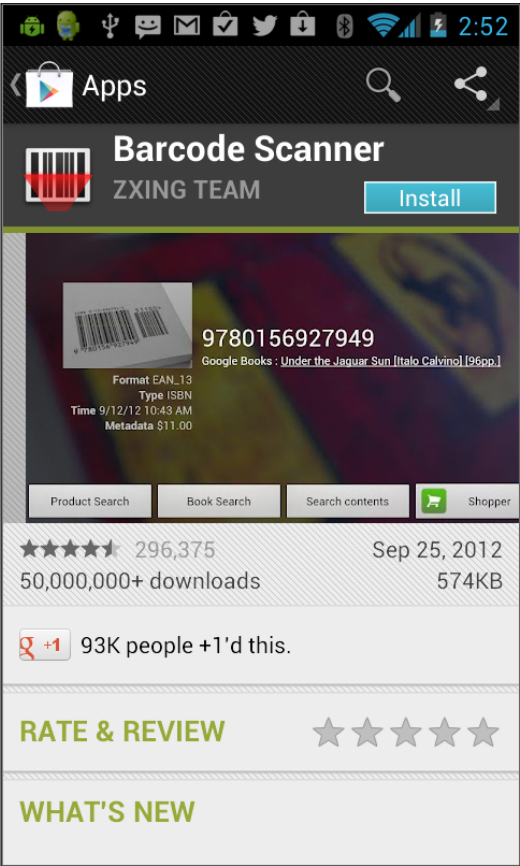 2:52
Apps
Barcode Scanner
ZXING TEAM
Install
9780156927949
9 780156927949
Google Books : Under the Jaguar Sun [Italo Calvino] [96pp.]
Format EAN_13
Type ISBN
Time 9/12/12 10:43 AM
Metadata $11.00
Product Search
Book Search
Search contents
Shopper
296,375
Sep 25, 2012
50,000,000+ downloads
574KB
g +1
93K people +1'd this.
RATE & REVIEW
WHAT'S NEW